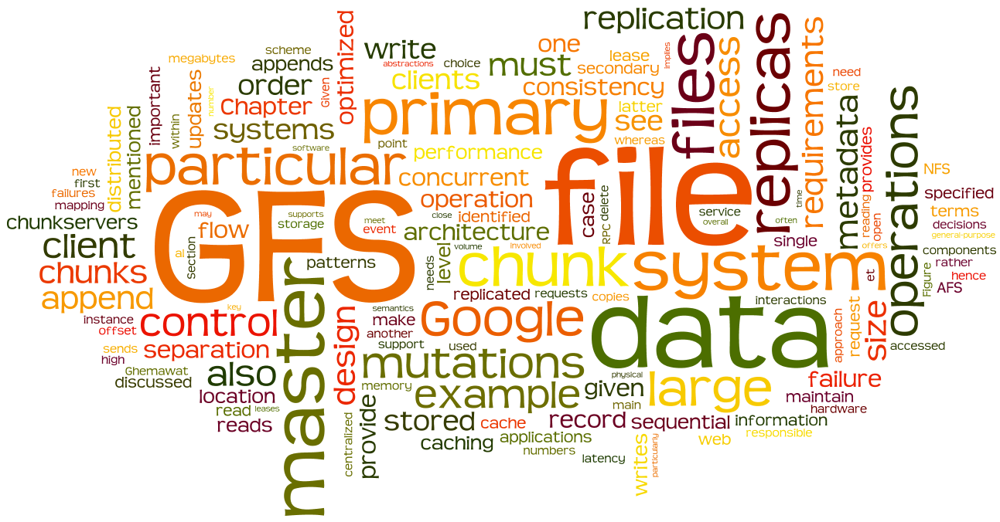 replication
scheme
appends
megabytes
write
abstractions
choice
one
must
lease
secondary
implies
files
replicas
access
requirements
need
store
optimized
Given
order
Chapter
number
important
updates
within
clients
consistency
latter
see
whereas
primary
metadata
operations
distributed
mentioned
systems
software
point
performance
particular
concurrent
file
provides
reading
open
offers
NFS
specified
terms
decisions
general-purpose
new
first
failures
mapping
chunkservers
GFS
may
flow
supports
storage
meet
event
close
operation
identified
case
delete
RPC
service
overall
often
time
single
architecture
volume
involved
client
al
Section
patterns
needs
level
chunk
system
et
components
rather
hence
Figure
AFS
chunks
append
master
replicated
requests
copies
interactions
key
semantics
make
another
support
used
Google
data
approach
request
size
accessed
instance
offset
control
separation
sends
high
design
mutations
memory
physical
Ghemawat
discussed
also
location
leases
read
reads
example
given
main
large
failure
maintain
hardware
centralized
provide
stored
cache
record
sequential
information
caching
applications
numbers
latency
writes
particularly
web
responsible